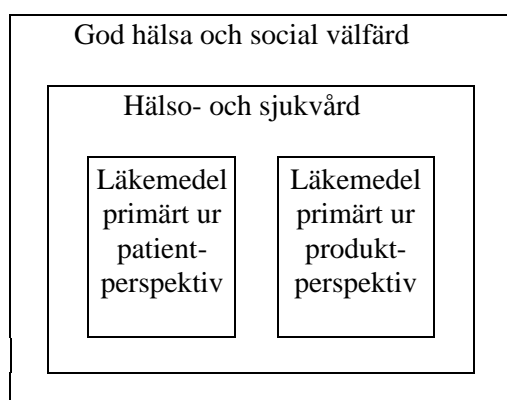 God hälsa och social välfärd
Hälso- och sjukvård
Läkemedel
primärt ur
patient-
perspektiv
Läkemedel
primärt ur
produkt-
perspektiv